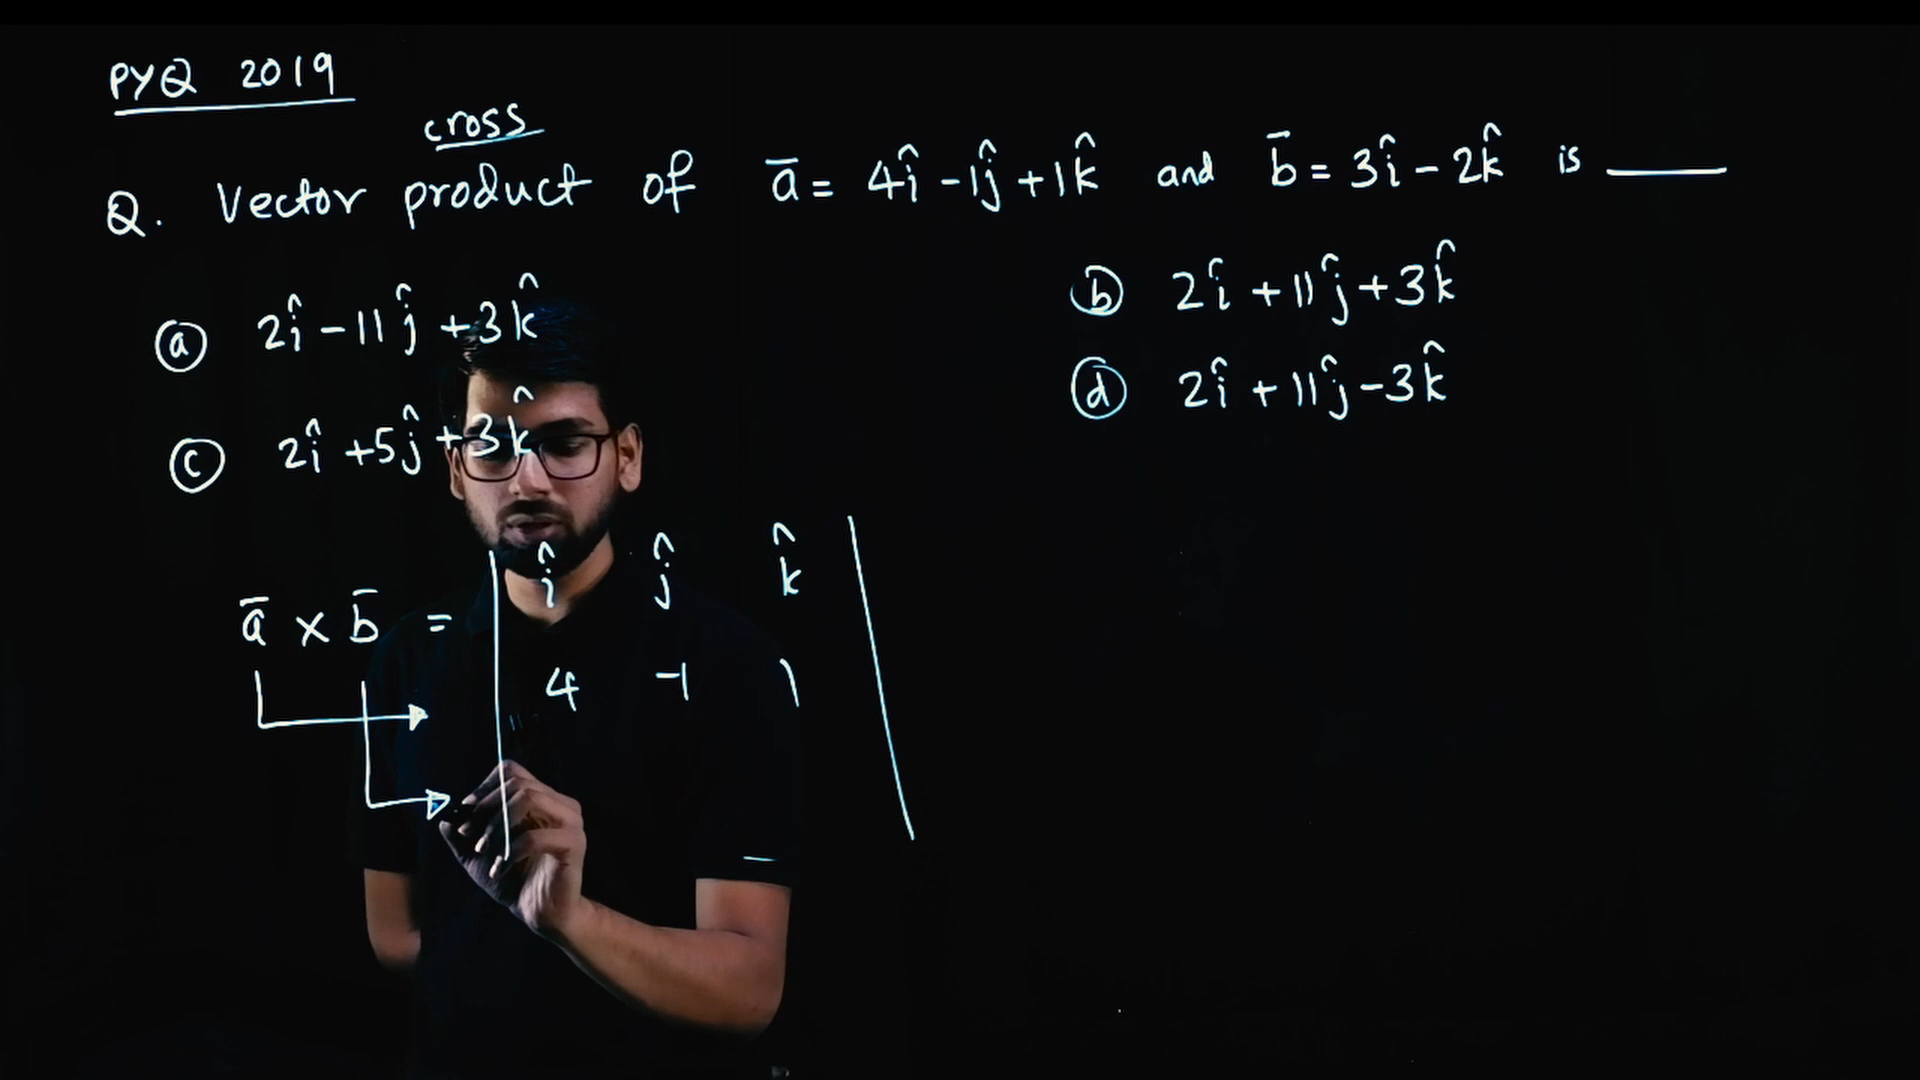 PYQ 2019
cross
Q. Vector product of a̅ = 4î - 1ĵ + 1k̂ and b̅ = 3î - 2k̂ is ____
ⓐ 2î - 11ĵ + 3k̂
ⓑ 2î + 11ĵ + 3k̂
ⓒ 2î + 5ĵ + 3k̂
ⓓ 2î + 11ĵ - 3k̂
î ĵ k̂
a̅ × b̅ =
4 -1 1